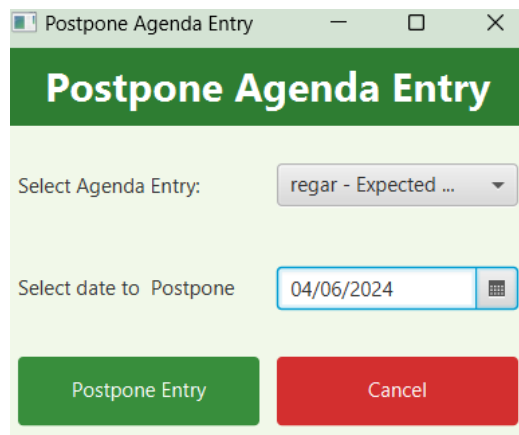 Postpone Agenda Entry
Postpone Agenda Entry
Select Agenda Entry: regar - Expected ...
Select date to  Postpone 04/06/2024
Postpone Entry Cancel